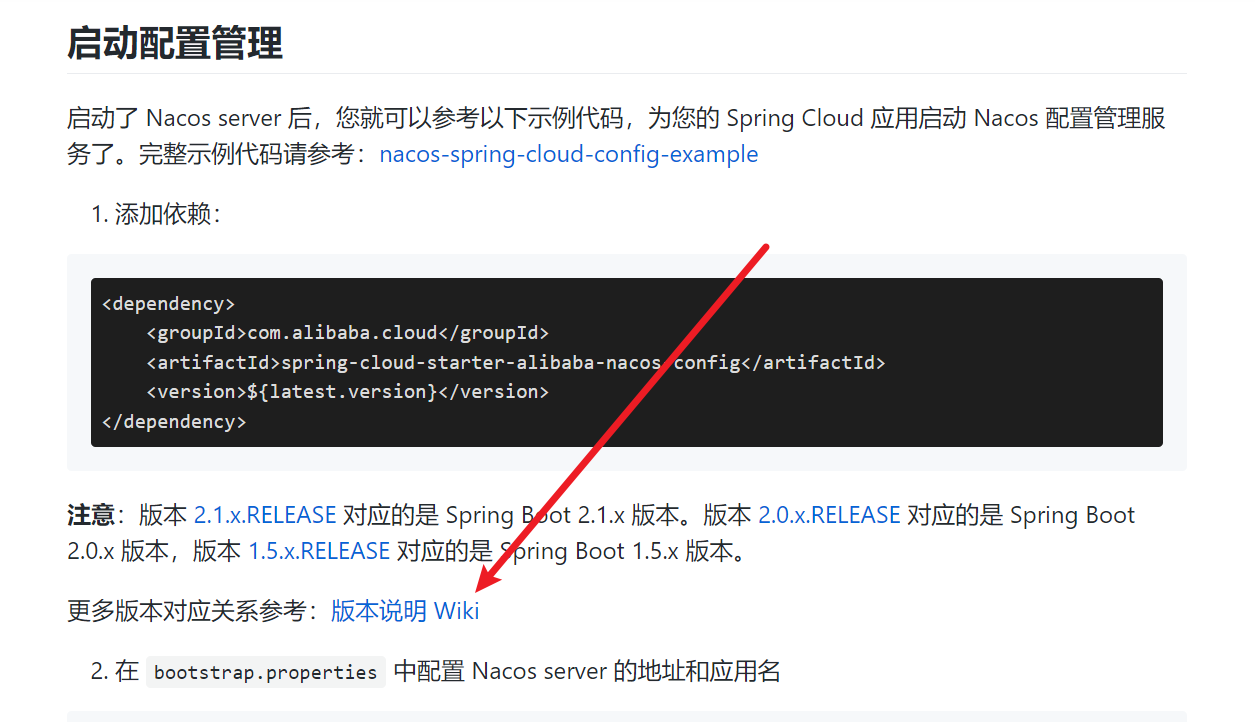 启动配置管理
启动了 Nacos server 后，您就可以参考以下示例代码，为您的 Spring Cloud 应用启动 Nacos 配置管理服
务了。完整示例代码请参考：nacos-spring-cloud-config-example
1. 添加依赖：
<dependency>
    <groupId>com.alibaba.cloud</groupId>
    <artifactId>spring-cloud-starter-alibaba-nacos-config</artifactId>
    <version>${latest.version}</version>
</dependency>
注意：版本 2.1.x.RELEASE 对应的是 Spring Boot 2.1.x 版本。版本 2.0.x.RELEASE 对应的是 Spring Boot
2.0.x 版本，版本 1.5.x.RELEASE 对应的是 Spring Boot 1.5.x 版本。
更多版本对应关系参考：版本说明 Wiki
2. 在 bootstrap.properties 中配置 Nacos server 的地址和应用名